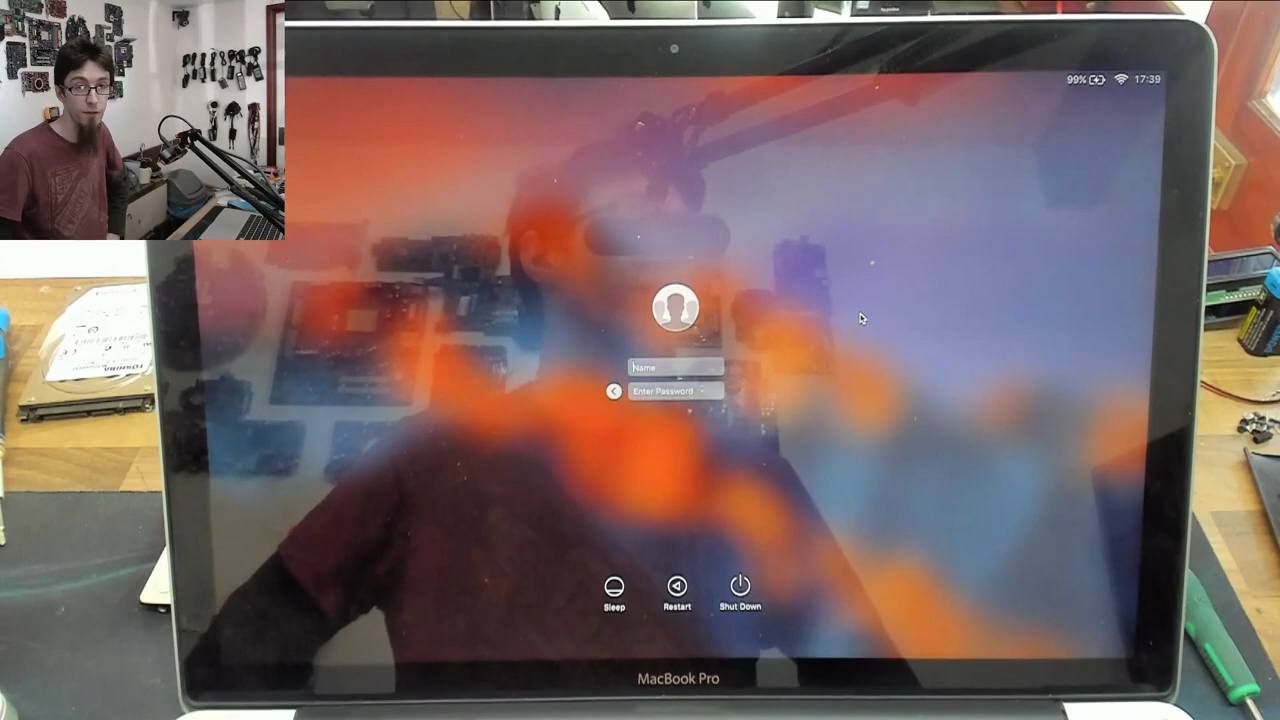 99% 17:39
TOSHIBA
Name
Enter Password
Sleep
Restart
Shut Down
MacBook Pro